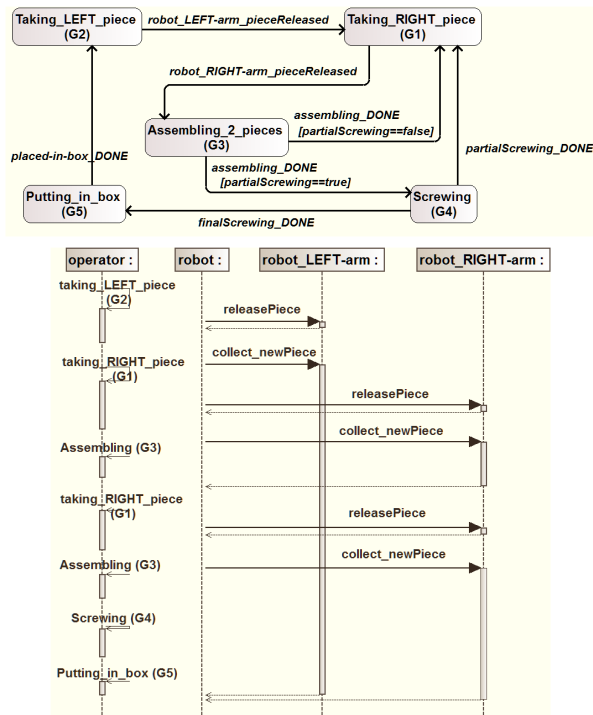 Taking_LEFT_piece
(G2)
robot_LEFT-arm_pieceReleased
Taking_RIGHT_piece
(G1)
robot_RIGHT-arm_pieceReleased
assembling_DONE
[partialScrewing==false]
Assembling_2_pieces
(G3)
placed-in-box_DONE
assembling_DONE
[partialScrewing==true]
partialScrewing_DONE
Putting_in_box
(G5)
Screwing
(G4)
finalScrewing_DONE
operator :
robot :
robot_LEFT-arm :
robot_RIGHT-arm :
taking_LEFT_piece
(G2)
releasePiece
collect_newPiece
taking_RIGHT_piece
(G1)
releasePiece
collect_newPiece
Assembling (G3)
taking_RIGHT_piece
(G1)
releasePiece
collect_newPiece
Assembling (G3)
Screwing (G4)
Putting_in_box (G5)